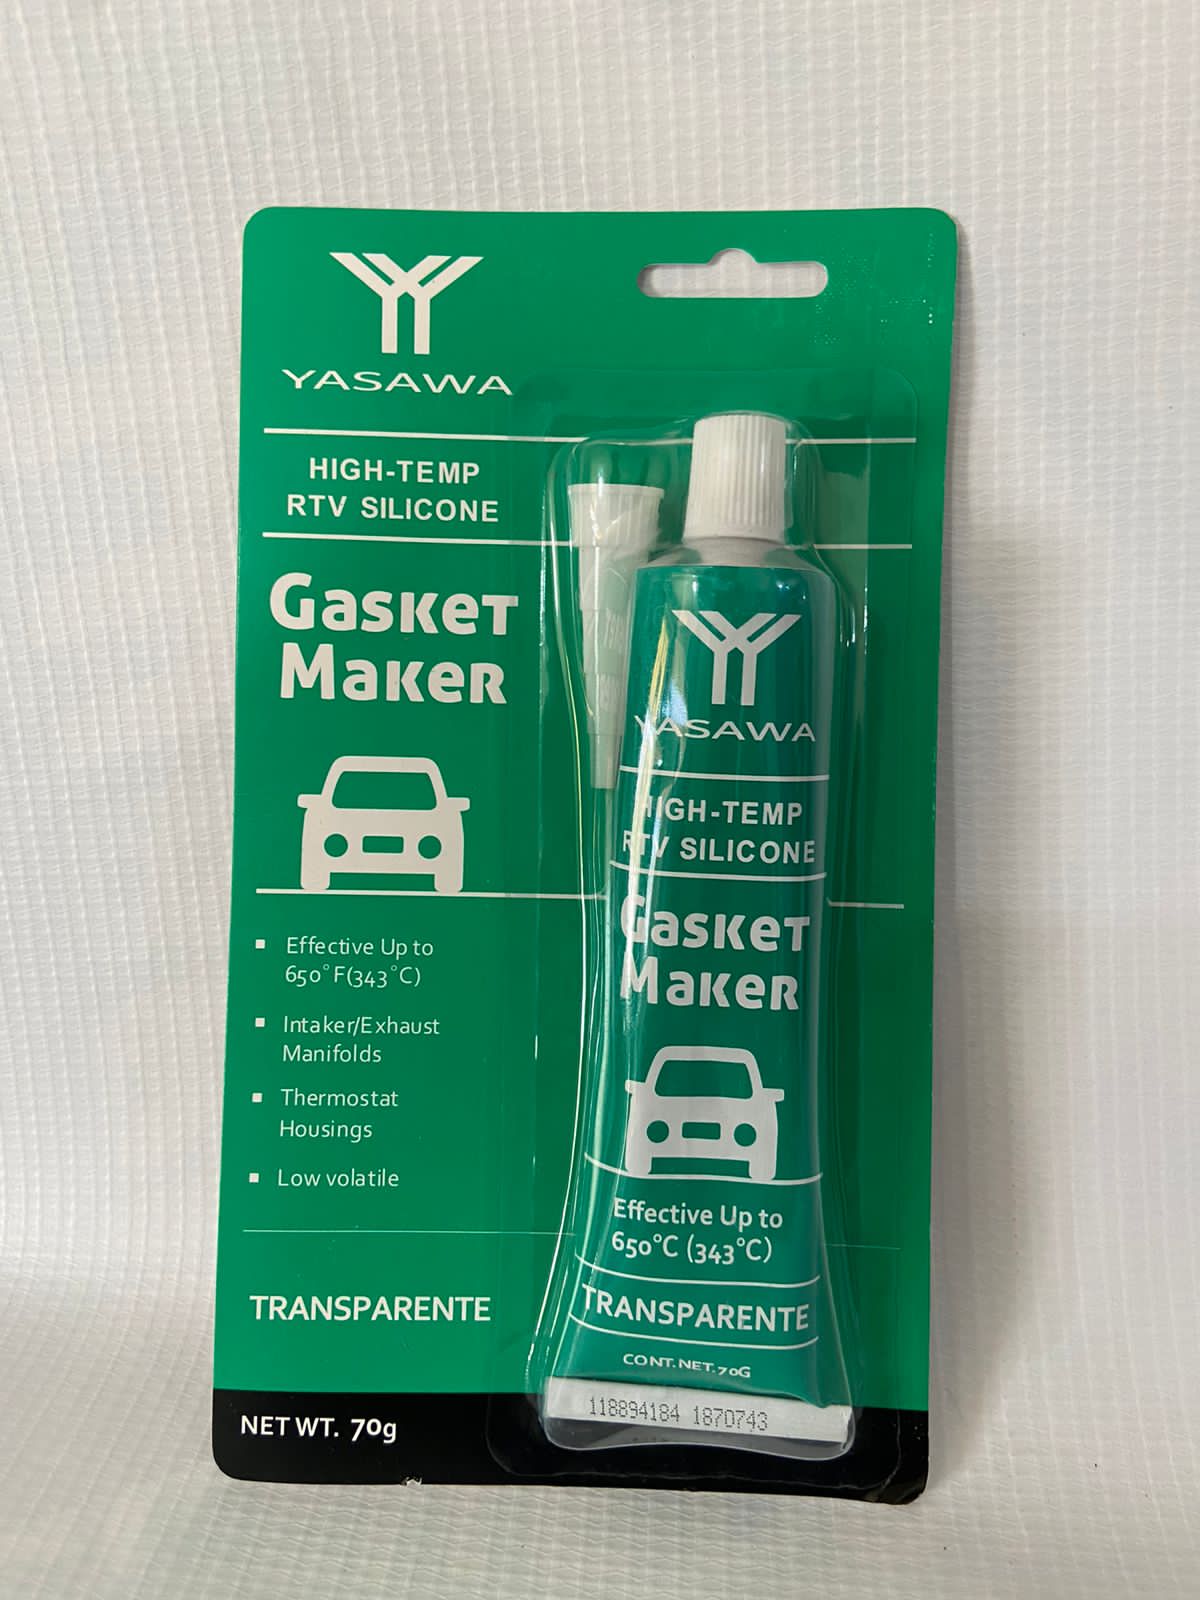 YASAWA
HIGH-TEMP
RTV SILICONE
Gasket
Maker
Effective Up to
650°F(343°C)
Intaker/Exhaust
Manifolds
Thermostat
Housings
Low volatile
TRANSPARENTE
NET WT. 70g
YASAWA
HIGH-TEMP
RTV SILICONE
Gasket
Maker
Effective Up to
650°C (343°C)
TRANSPARENTE
CONT.NET.70G
118894184 1870743